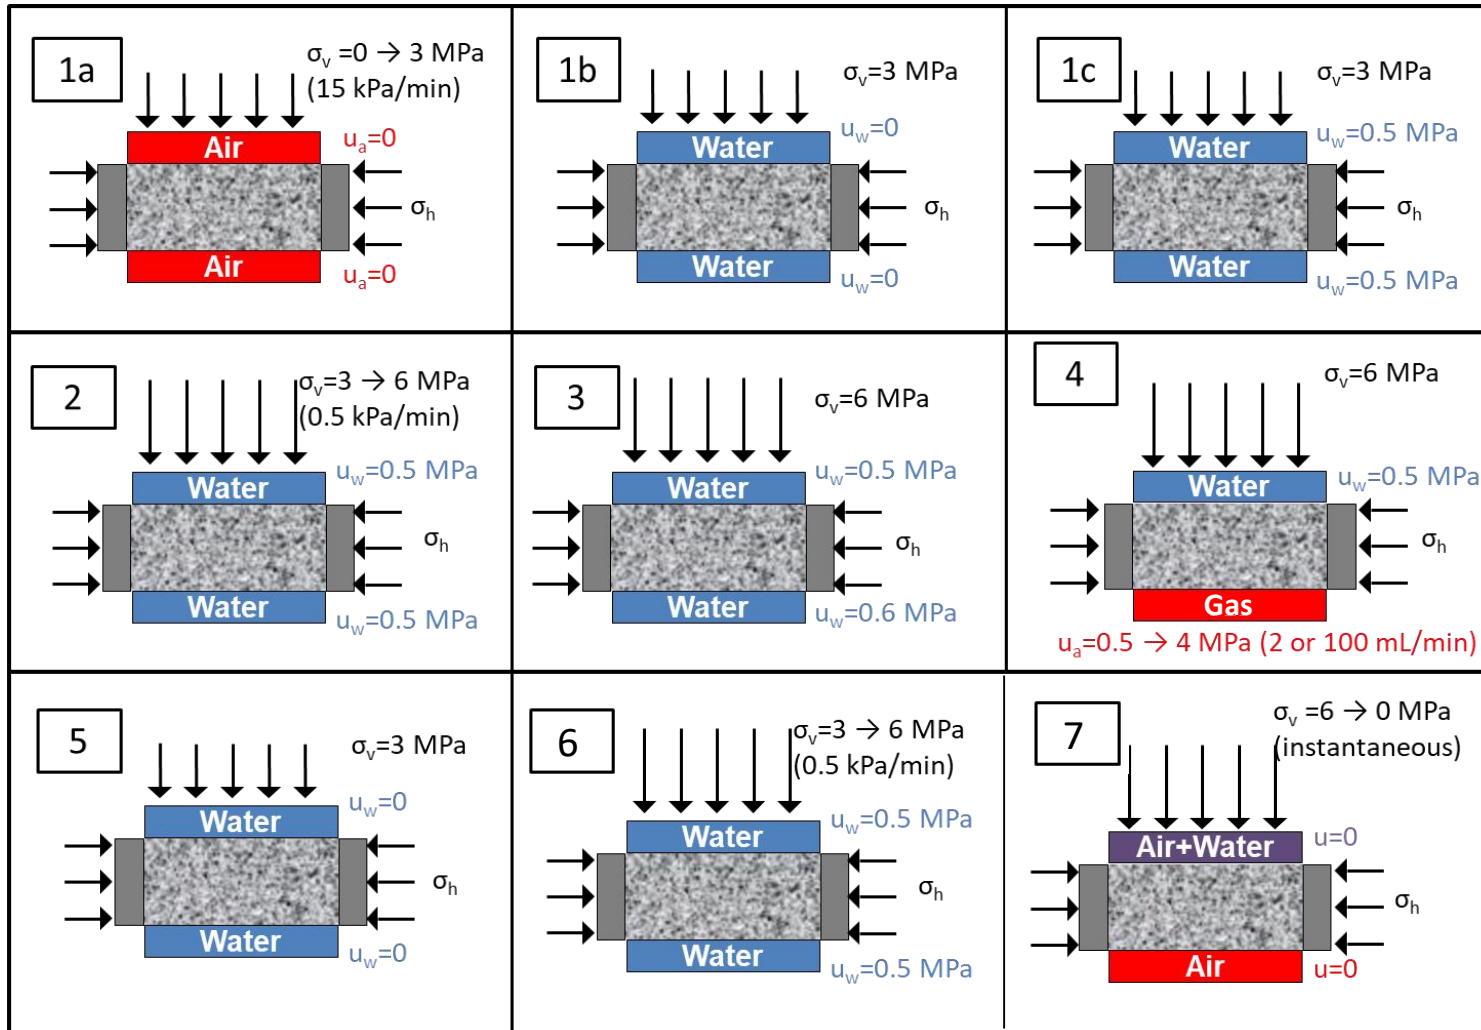 1a
σv =0 → 3 MPa
(15 kPa/min)
Air
ua=0
σh
Air
ua=0
1b
σv=3 MPa
uw=0
Water
σh
Water
uw=0
1c
σv=3 MPa
uw=0.5 MPa
Water
σh
Water
uw=0.5 MPa
2
σv=3 → 6 MPa
(0.5 kPa/min)
uw=0.5 MPa
Water
σh
Water
uw=0.5 MPa
3
σv=6 MPa
uw=0.5 MPa
Water
σh
Water
uw=0.6 MPa
4
σv=6 MPa
Water
uw=0.5 MPa
σh
Gas
ua=0.5 → 4 MPa (2 or 100 mL/min)
5
σv=3 MPa
uw=0
Water
σh
Water
uw=0
6
σv=3 → 6 MPa
(0.5 kPa/min)
uw=0.5 MPa
Water
σh
Water
uw=0.5 MPa
7
σv =6 → 0 MPa
(instantaneous)
Air+Water
u=0
σh
Air
u=0